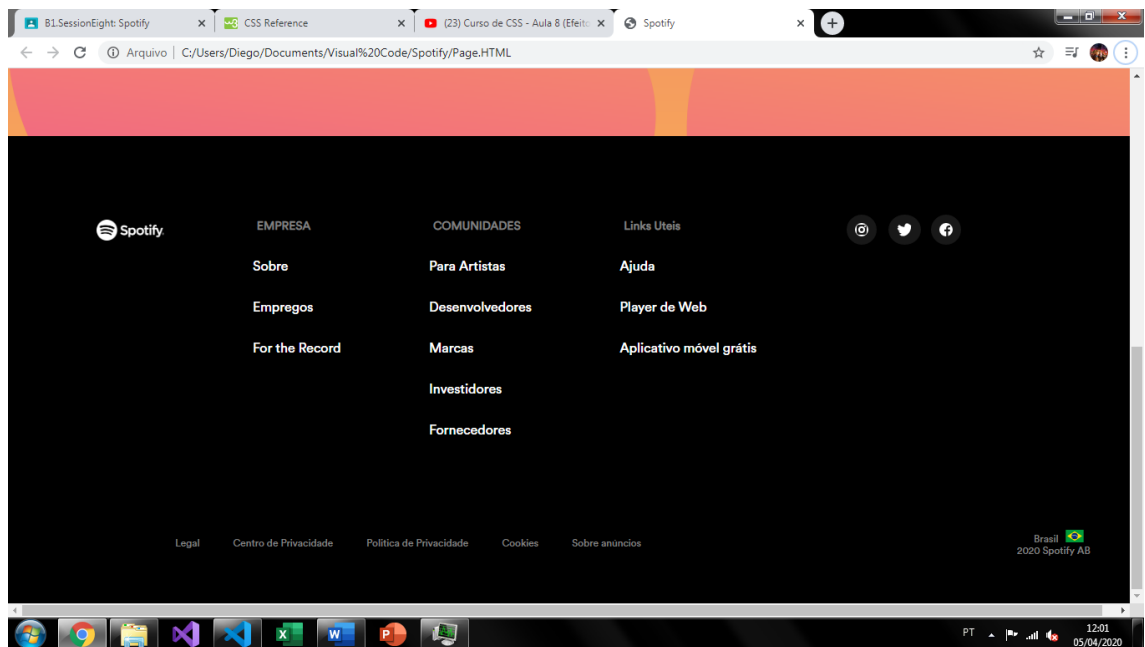 B1.SessionEight: Spotify
CSS Reference
(23) Curso de CSS - Aula 8 (Efeito
Spotify
Arquivo | C:/Users/Diego/Documents/Visual%20Code/Spotify/Page.HTML
Spotify
EMPRESA COMUNIDADES Links Uteis
Sobre Para Artistas Ajuda
Empregos Desenvolvedores Player de Web
For the Record Marcas Aplicativo móvel grátis
Investidores
Fornecedores
Legal Centro de Privacidade Politica de Privacidade Cookies Sobre anúncios
Brasil
2020 Spotify AB
PT
12:01
05/04/2020